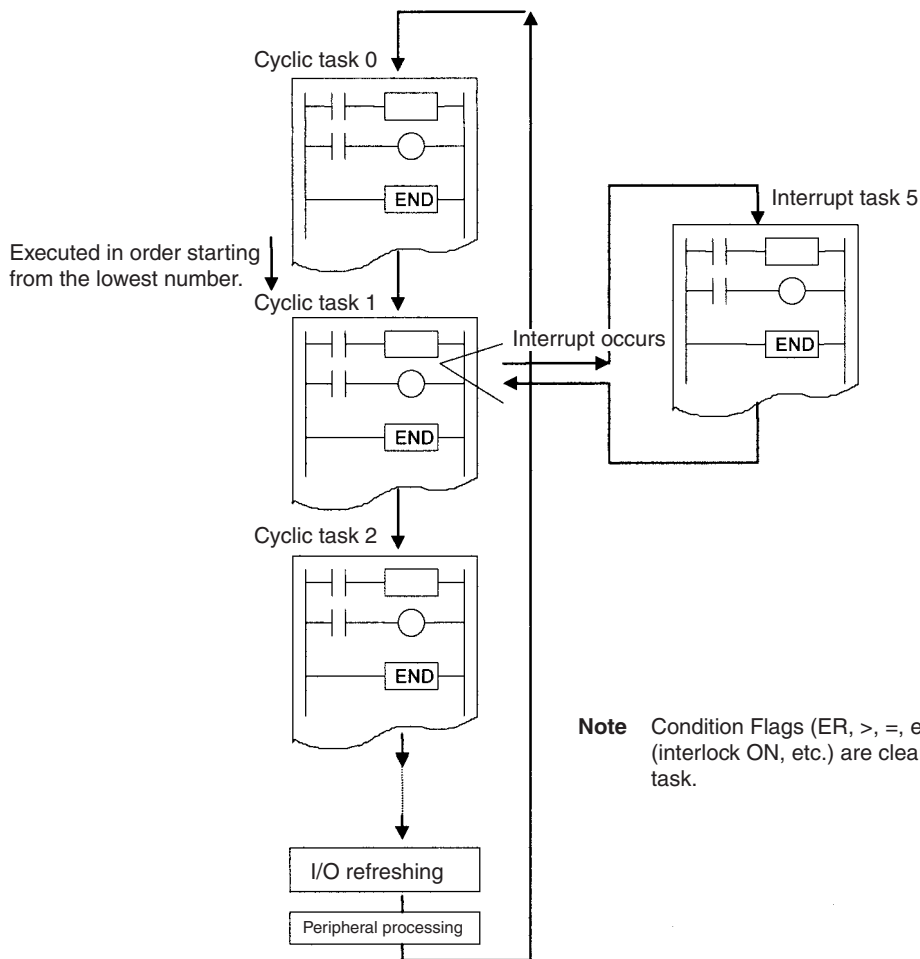 Cyclic task 0
END
Interrupt task 5
END
Executed in order starting
from the lowest number.
Cyclic task 1
Interrupt occurs
END
Cyclic task 2
END
Note Condition Flags (ER, >, =, e
(interlock ON, etc.) are clea
task.
I/O refreshing
Peripheral processing